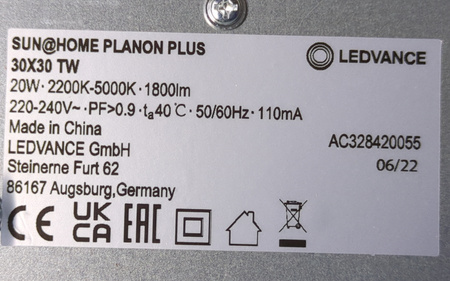 SUN@HOME PLANON PLUS
30X30 TW
LEDVANCE
20W · 2200K-5000K · 1800lm
220-240V~ · PF>0.9 · ta40℃ · 50/60Hz · 110mA
Made in China
LEDVANCE GmbH
AC328420055
Steinerne Furt 62
06/22
86167 Augsburg,Germany
CE UK CA EAC